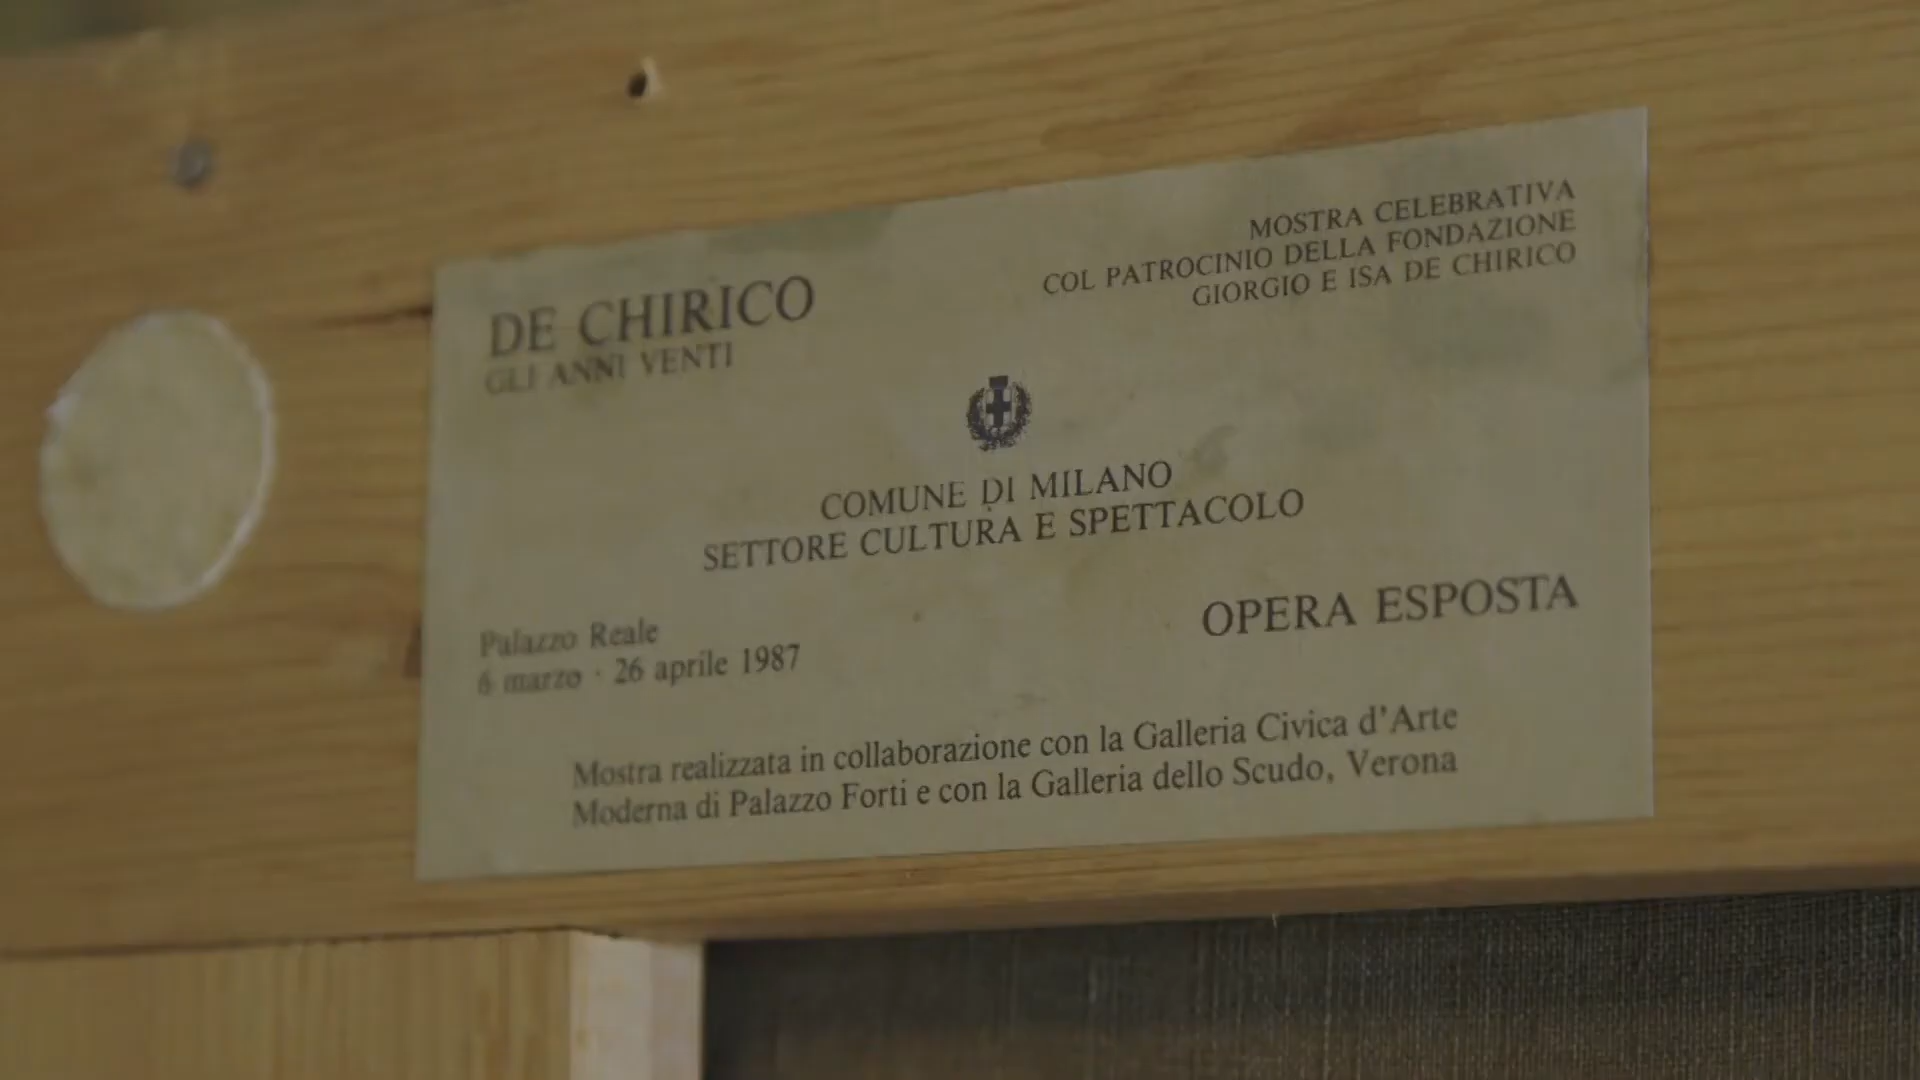 DE CHIRICO
GLI ANNI VENTI
MOSTRA CELEBRATIVA
COL PATROCINIO DELLA FONDAZIONE
GIORGIO E ISA DE CHIRICO
COMUNE DI MILANO
SETTORE CULTURA E SPETTACOLO
OPERA ESPOSTA
Palazzo Reale
6 marzo · 26 aprile 1987
Mostra realizzata in collaborazione con la Galleria Civica d'Arte
Moderna di Palazzo Forti e con la Galleria dello Scudo, Verona